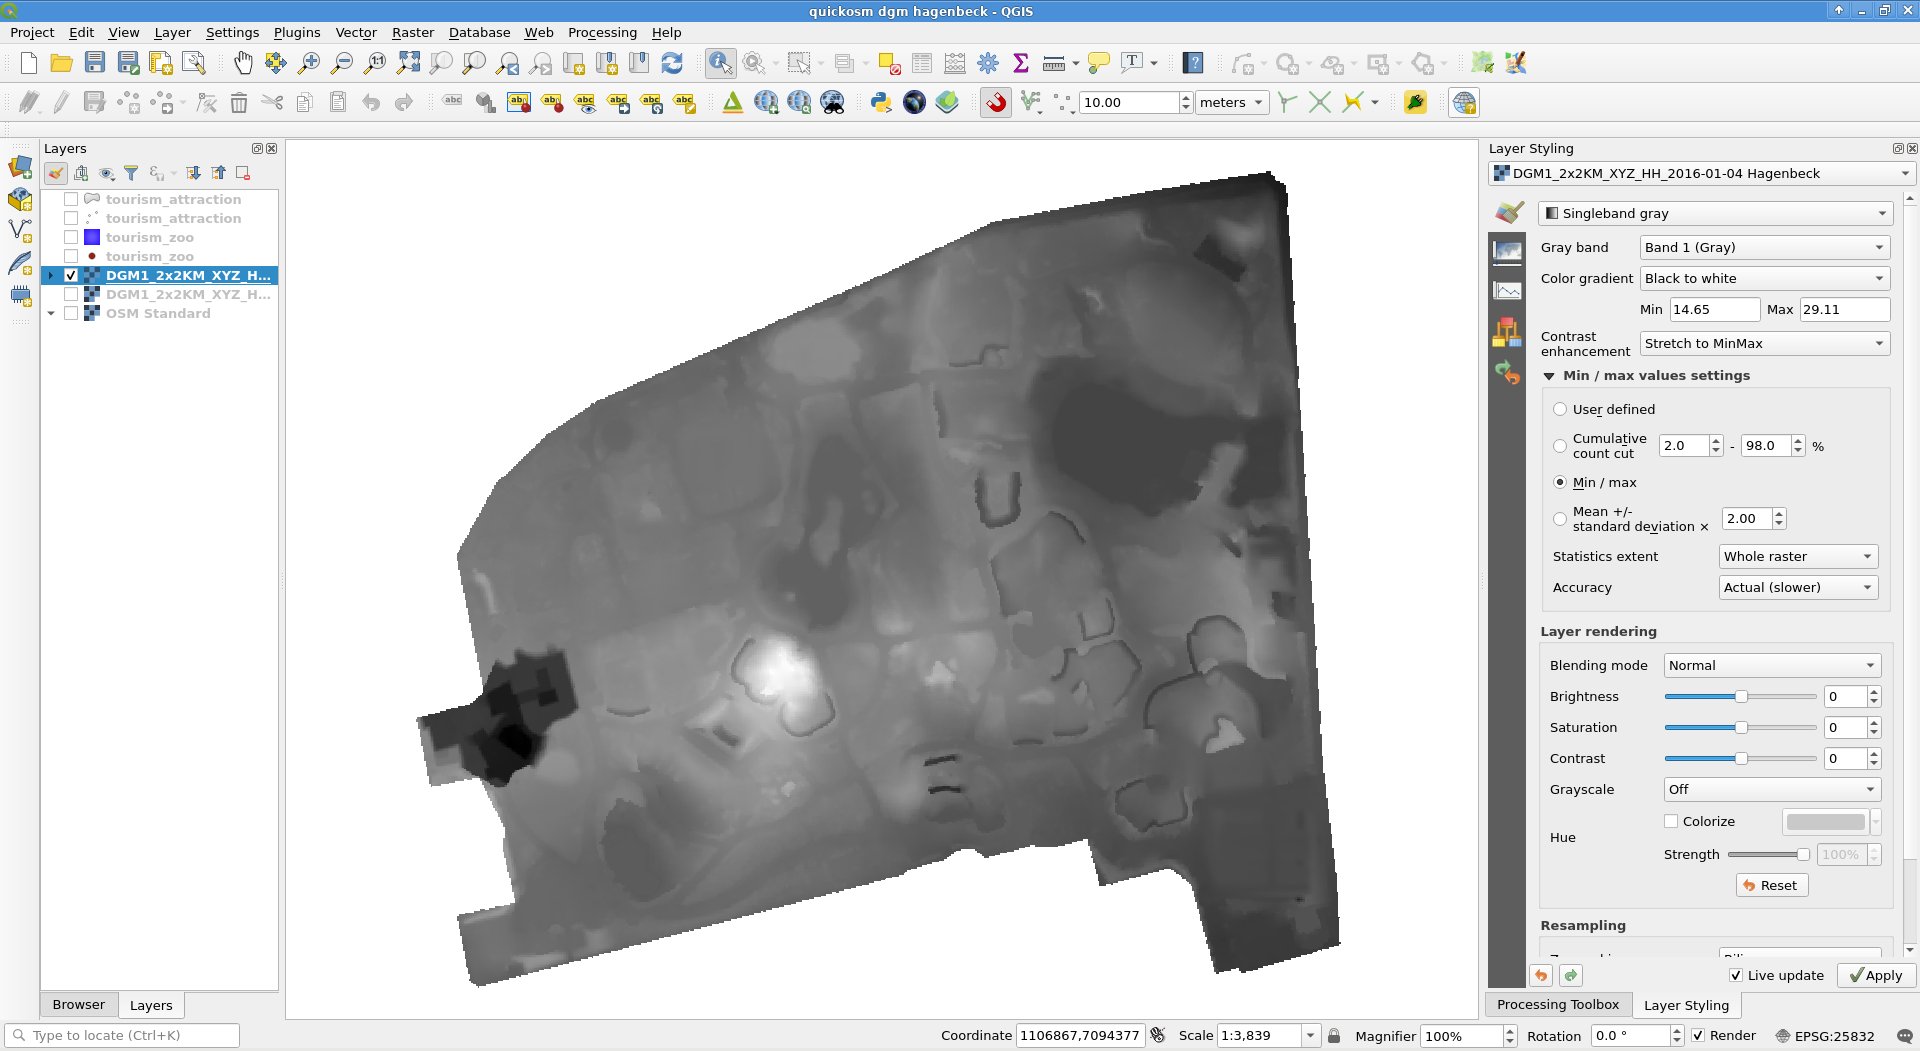 quickosm dgm hagenbeck - QGIS
Project Edit View Layer Settings Plugins Vector Raster Database Web Processing Help
1:1
T
abc
10.00
meters
Layers
tourism_attraction
tourism_attraction
tourism_zoo
tourism_zoo
DGM1_2x2KM_XYZ_H...
DGM1_2x2KM_XYZ_H...
OSM Standard
Browser
Layers
Layer Styling
DGM1_2x2KM_XYZ_HH_2016-01-04 Hagenbeck
Singleband gray
Gray band Band 1 (Gray)
Color gradient Black to white
Min 14.65 Max 29.11
Contrast
enhancement Stretch to MinMax
Min / max values settings
User defined
Cumulative
count cut 2.0 - 98.0 %
Min / max
Mean +/-
standard deviation × 2.00
Statistics extent Whole raster
Accuracy Actual (slower)
Layer rendering
Blending mode Normal
Brightness 0
Saturation 0
Contrast 0
Grayscale Off
Hue
Colorize
Strength 100%
Reset
Resampling
Live update
Apply
Processing Toolbox
Layer Styling
Type to locate (Ctrl+K)
Coordinate 1106867,7094377 Scale 1:3,839 Magnifier 100% Rotation 0.0 ° Render EPSG:25832